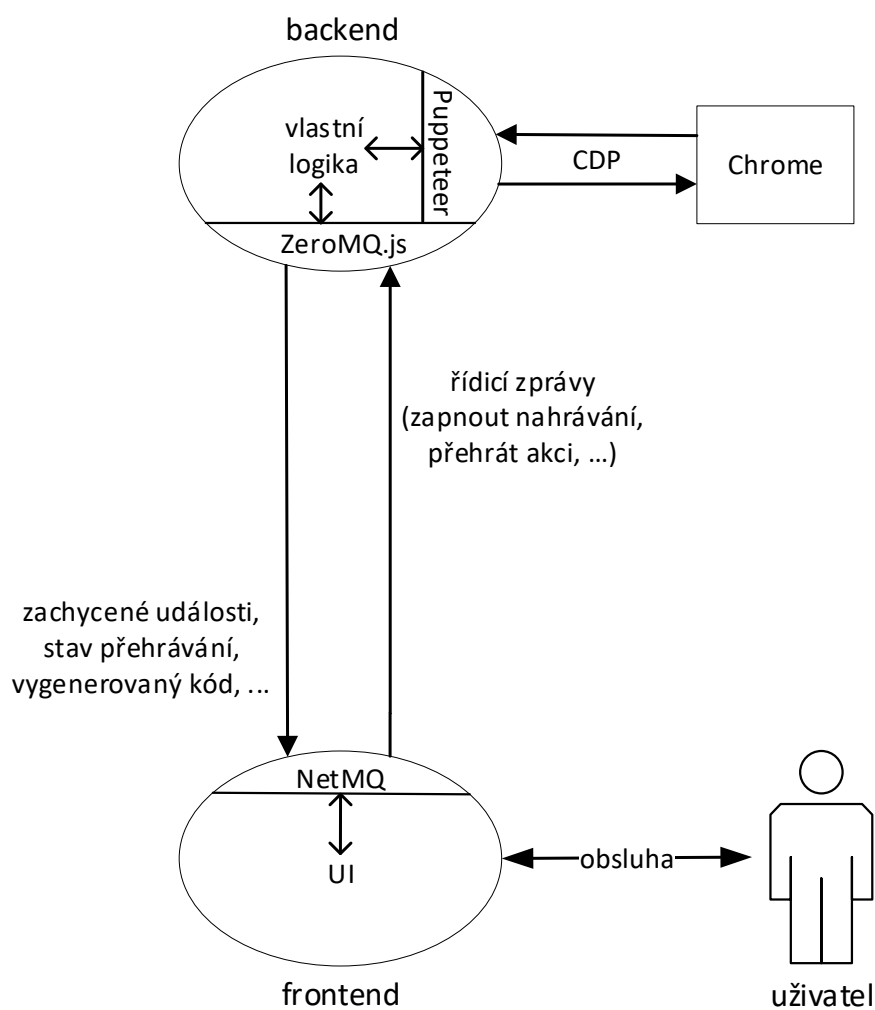 backend
vlastní
logika
Puppeteer
ZeroMQ.js
CDP
Chrome
řídicí zprávy
(zapnout nahrávání,
přehrát akci, ...)
zachycené události,
stav přehrávání,
vygenerovaný kód, ...
NetMQ
UI
obsluha
frontend
uživatel